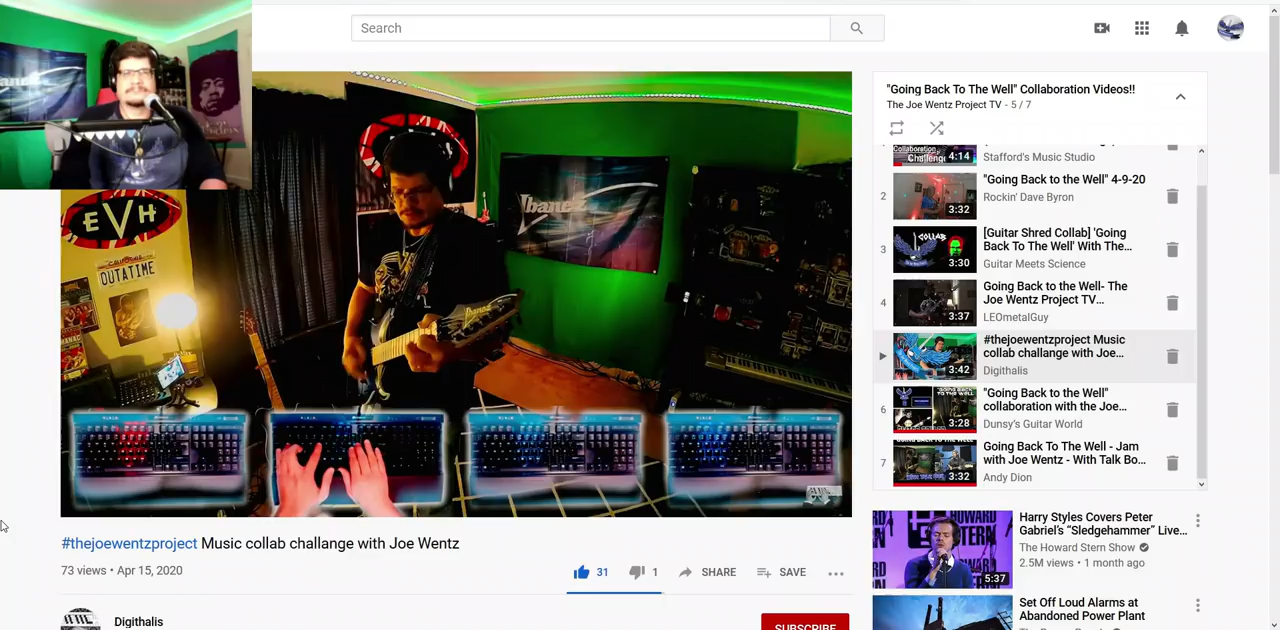 Search
Ibanez
EVH
CALIFORNIA
OUTATIME
#thejoewentzproject Music collab challange with Joe Wentz
73 views • Apr 15, 2020
31
1
SHARE
SAVE
Digithalis
SUBSCRIBE
"Going Back To The Well" Collaboration Videos!!
The Joe Wentz Project TV - 5 / 7
Collaboration
Challenge
4:14
Stafford's Music Studio
2
3:32
"Going Back to the Well" 4-9-20
Rockin' Dave Byron
3
COLLAB
3:30
[Guitar Shred Collab] 'Going
Back To The Well' With The...
Guitar Meets Science
4
3:37
Going Back to the Well- The
Joe Wentz Project TV...
LEOmetalGuy
3:42
#thejoewentzproject Music
collab challange with Joe...
Digithalis
6
3:28
"Going Back to the Well"
collaboration with the Joe...
Dunsy's Guitar World
7
3:32
Going Back To The Well - Jam
with Joe Wentz - With Talk Bo...
Andy Dion
HOWARD
STERN
5:37
Harry Styles Covers Peter
Gabriel's “Sledgehammer” Live...
The Howard Stern Show
2.5M views • 1 month ago
Set Off Loud Alarms at
Abandoned Power Plant